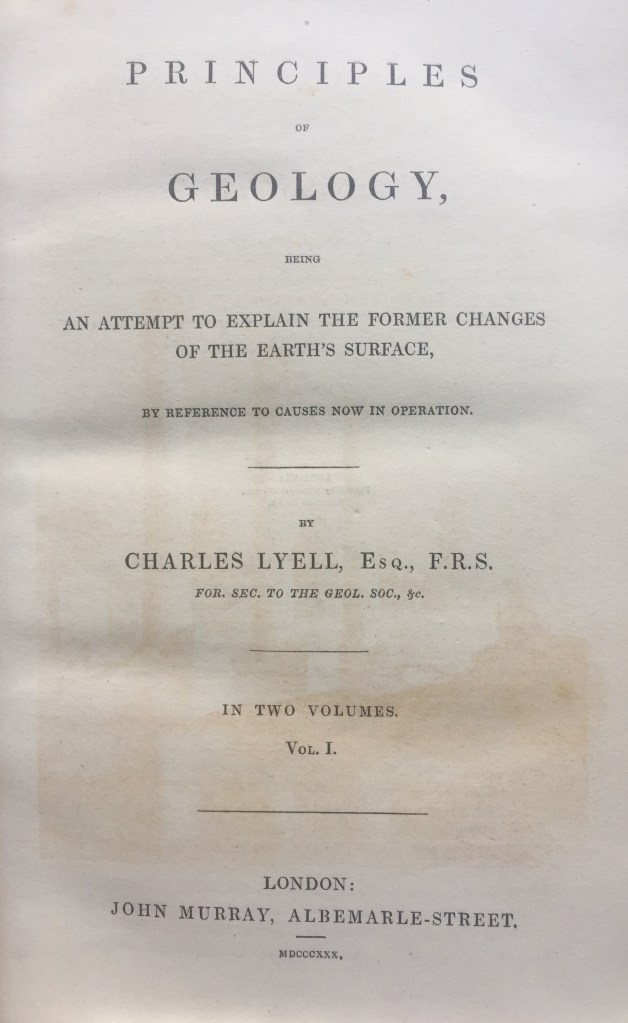 PRINCIPLES
OF
GEOLOGY,
BEING
AN ATTEMPT TO EXPLAIN THE FORMER CHANGES
OF THE EARTH'S SURFACE,
BY REFERENCE TO CAUSES NOW IN OPERATION.
BY
CHARLES LYELL, Esq., F.R.S.
FOR. SEC. TO THE GEOL. SOC., &c.
IN TWO VOLUMES.
Vol. I.
LONDON:
JOHN MURRAY, ALBEMARLE-STREET.
MDCCCXXX.